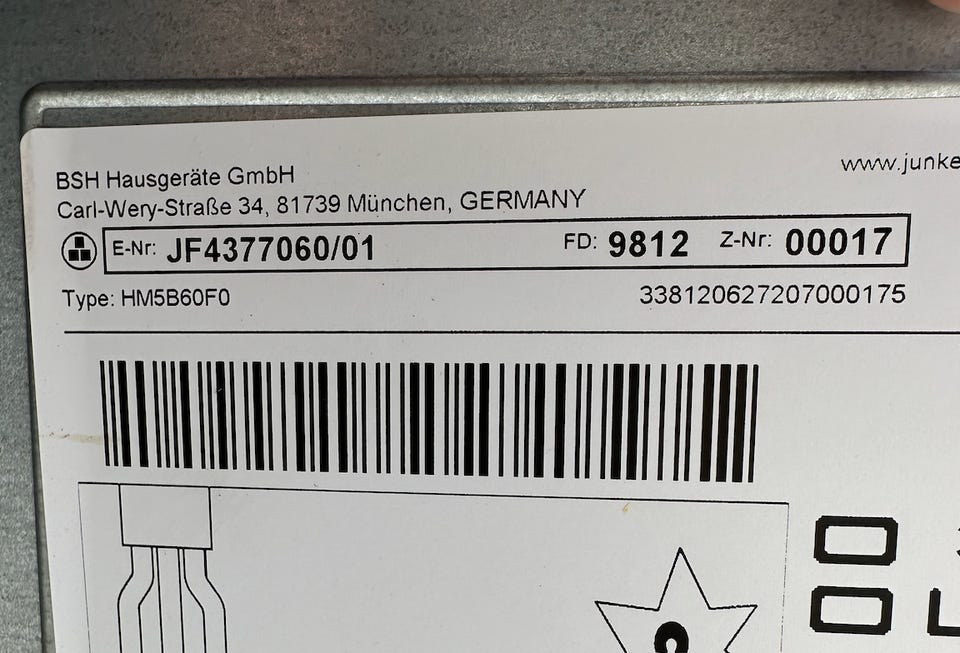 www.junke
BSH Hausgeräte GmbH
Carl-Wery-Straße 34, 81739 München, GERMANY
E-Nr: JF4377060/01 FD: 9812 Z-Nr: 00017
Type: HM5B60F0 338120627207000175